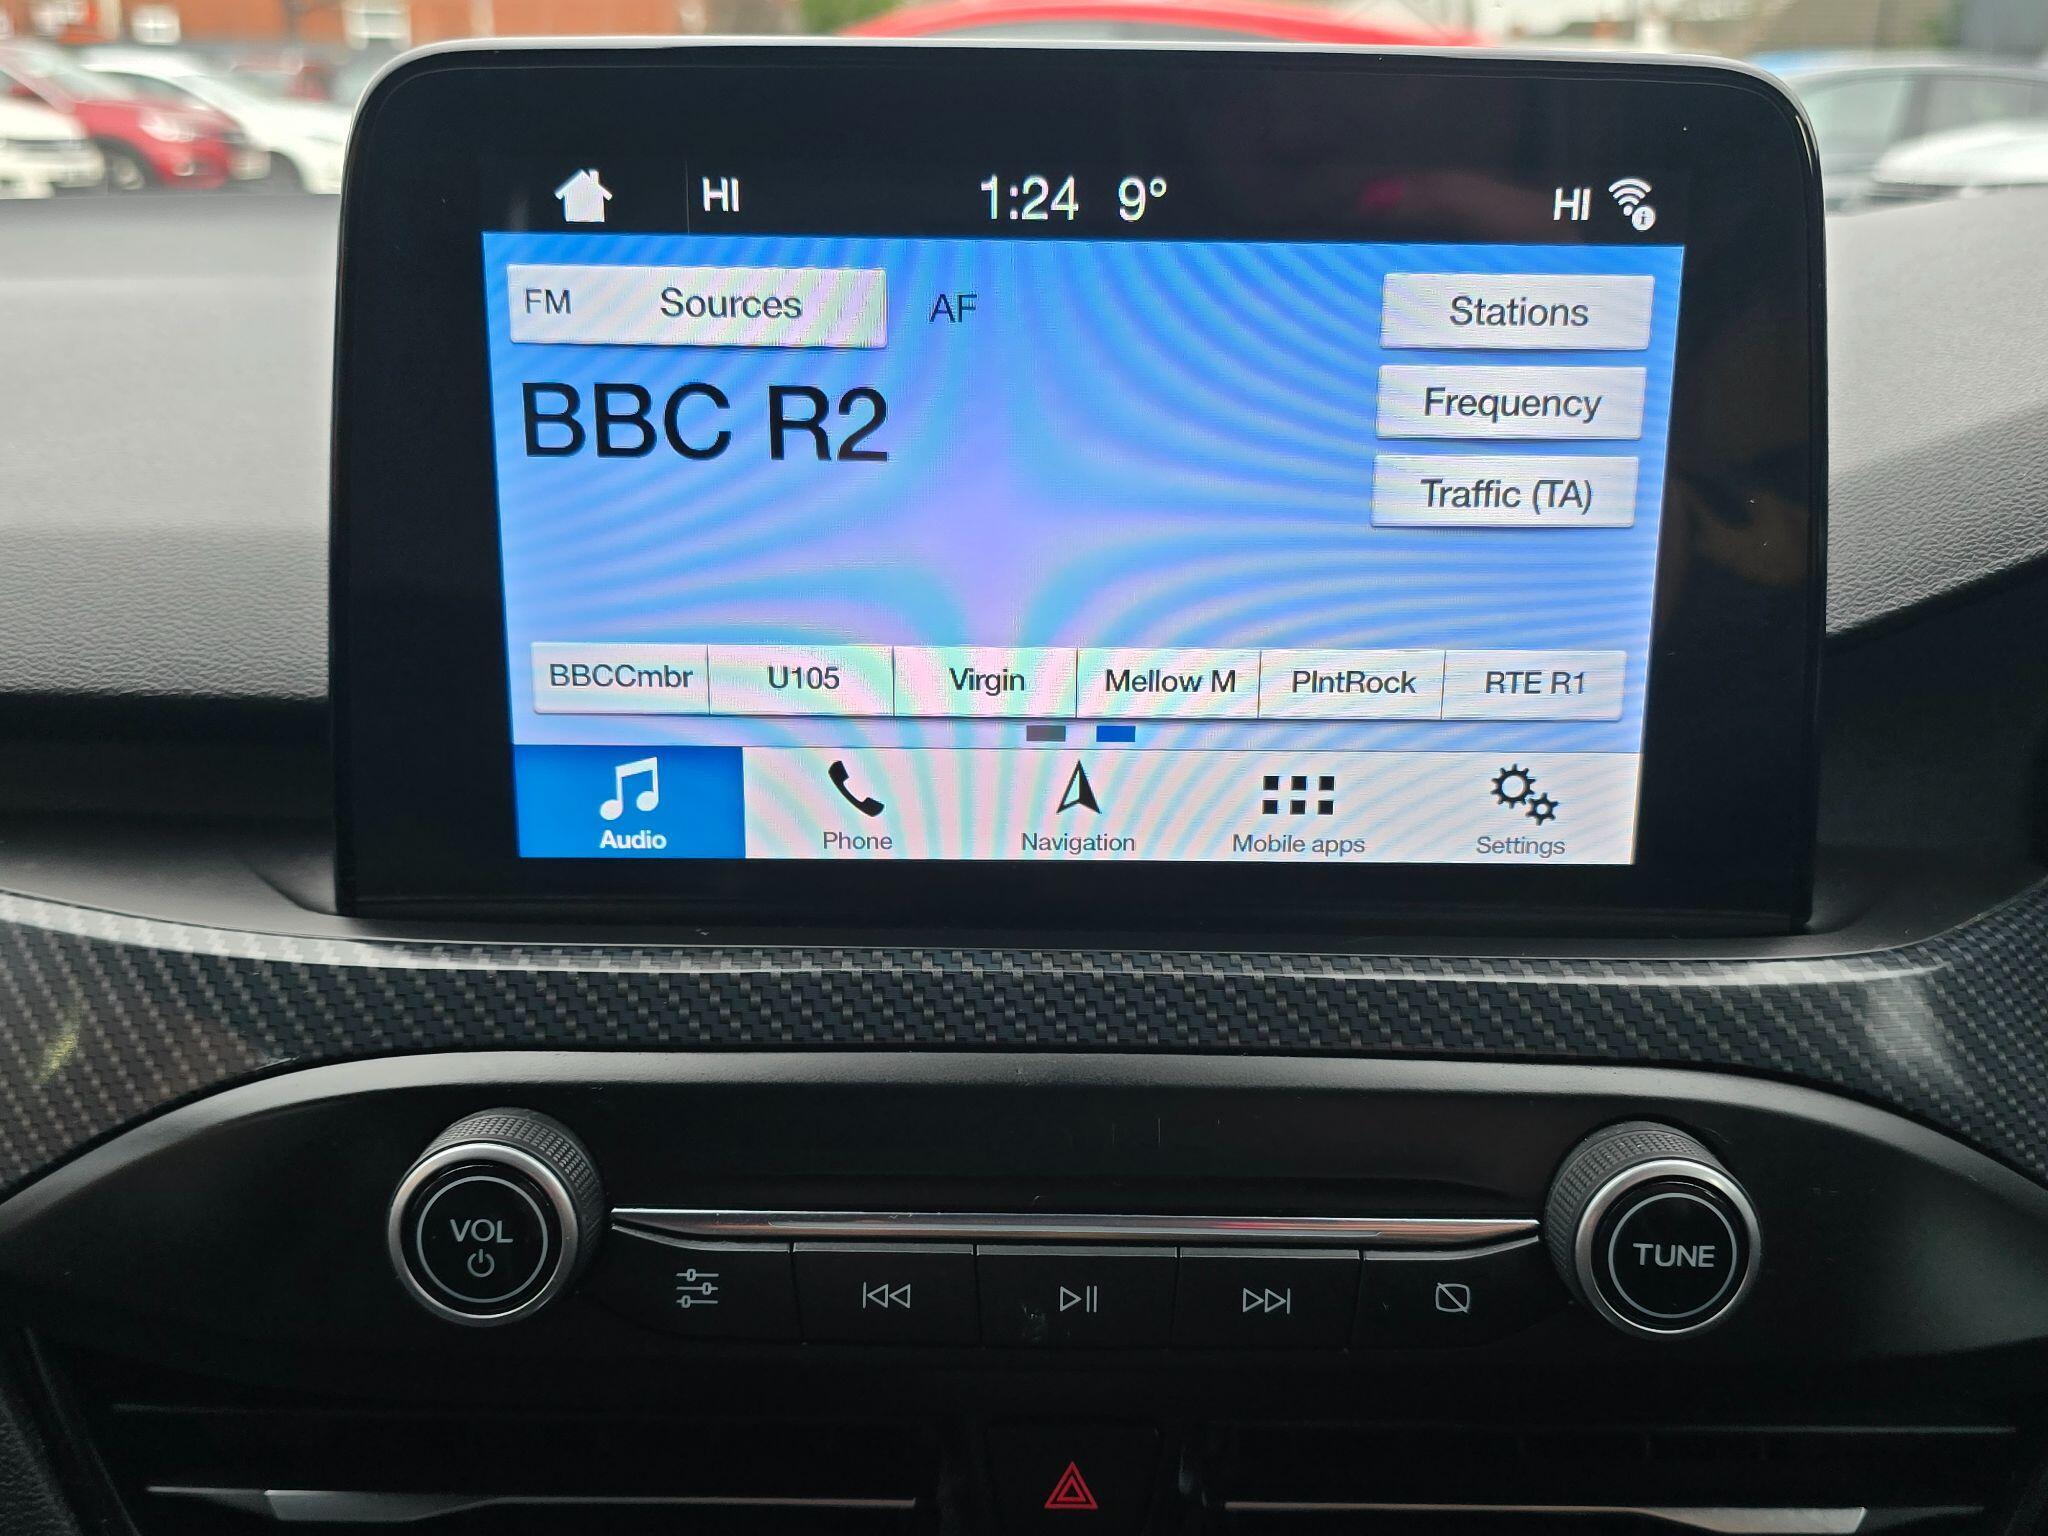 HI 1:24 9° HI
FM Sources AF Stations
BBC R2
Frequency
Traffic (TA)
BBCCmbr U105 Virgin Mellow M PlntRock RTE R1
Audio Phone Navigation Mobile apps Settings
VOL
TUNE